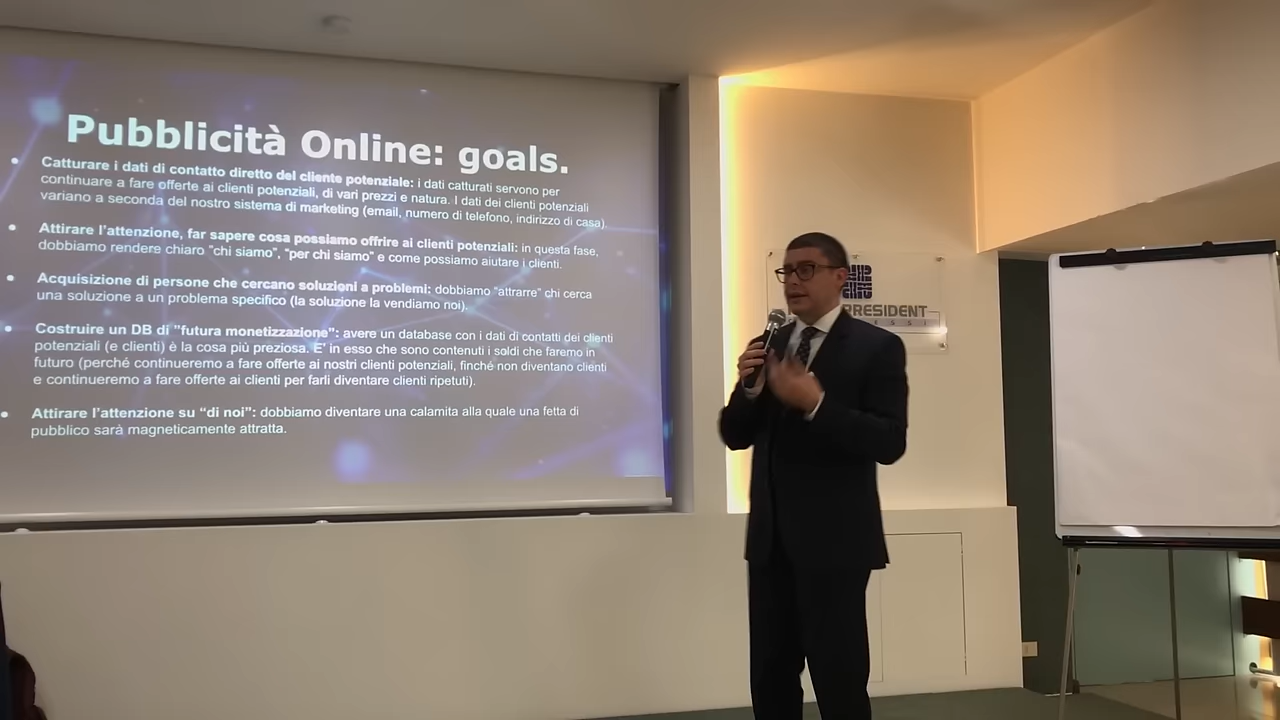 Pubblicità Online: goals.
• Catturare i dati di contatto diretto del cliente potenziale: i dati catturati servono per
continuare a fare offerte ai clienti potenziali, di vari prezzi e natura. I dati dei clienti potenziali
variano a seconda del nostro sistema di marketing (email, numero di telefono, indirizzo di casa)
• Attirare l'attenzione, far sapere cosa possiamo offrire ai clienti potenziali: in questa fase,
dobbiamo rendere chiaro "chi siamo", "per chi siamo" e come possiamo aiutare i clienti.
• Acquisizione di persone che cercano soluzioni a problemi: dobbiamo "attrarre" chi cerca
una soluzione a un problema specifico (la soluzione la vendiamo noi).
• Costruire un DB di "futura monetizzazione": avere un database con i dati di contatti dei clienti
potenziali (e clienti) è la cosa più preziosa. E' in esso che sono contenuti i soldi che faremo in
futuro (perché continueremo a fare offerte ai nostri clienti potenziali, finché non diventano clienti
e continueremo a fare offerte ai clienti per farli diventare clienti ripetuti).
• Attirare l'attenzione su “di noi”: dobbiamo diventare una calamita alla quale una fetta di
pubblico sarà magneticamente attratta.
PRESIDENT